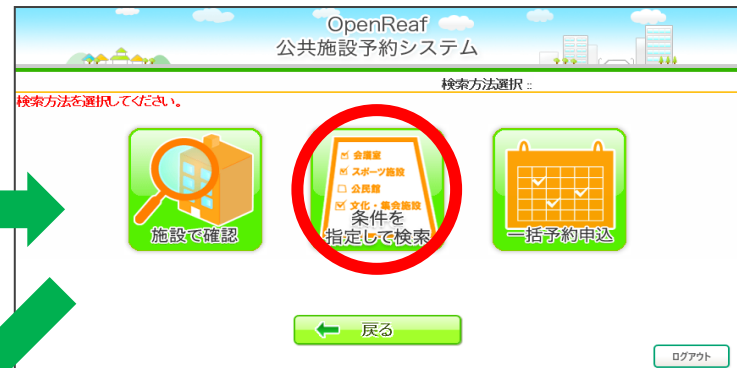 OpenReaf
公共施設予約システム
検索方法選択 ::
検索方法を選択してください。
施設で確認
会議室
スポーツ施設
公民館
文化・集会施設
条件を
指定して検索
一括予約申込
戻る
ログアウト